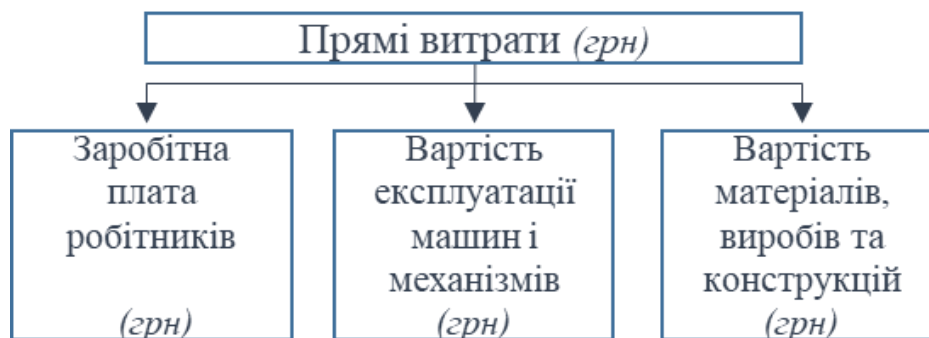 Прямі витрати (грн)
Заробітна
плата
робітників
(грн)
Вартість
експлуатації
машин і
механізмів
(грн)
Вартість
матеріалів,
виробів та
конструкцій
(грн)